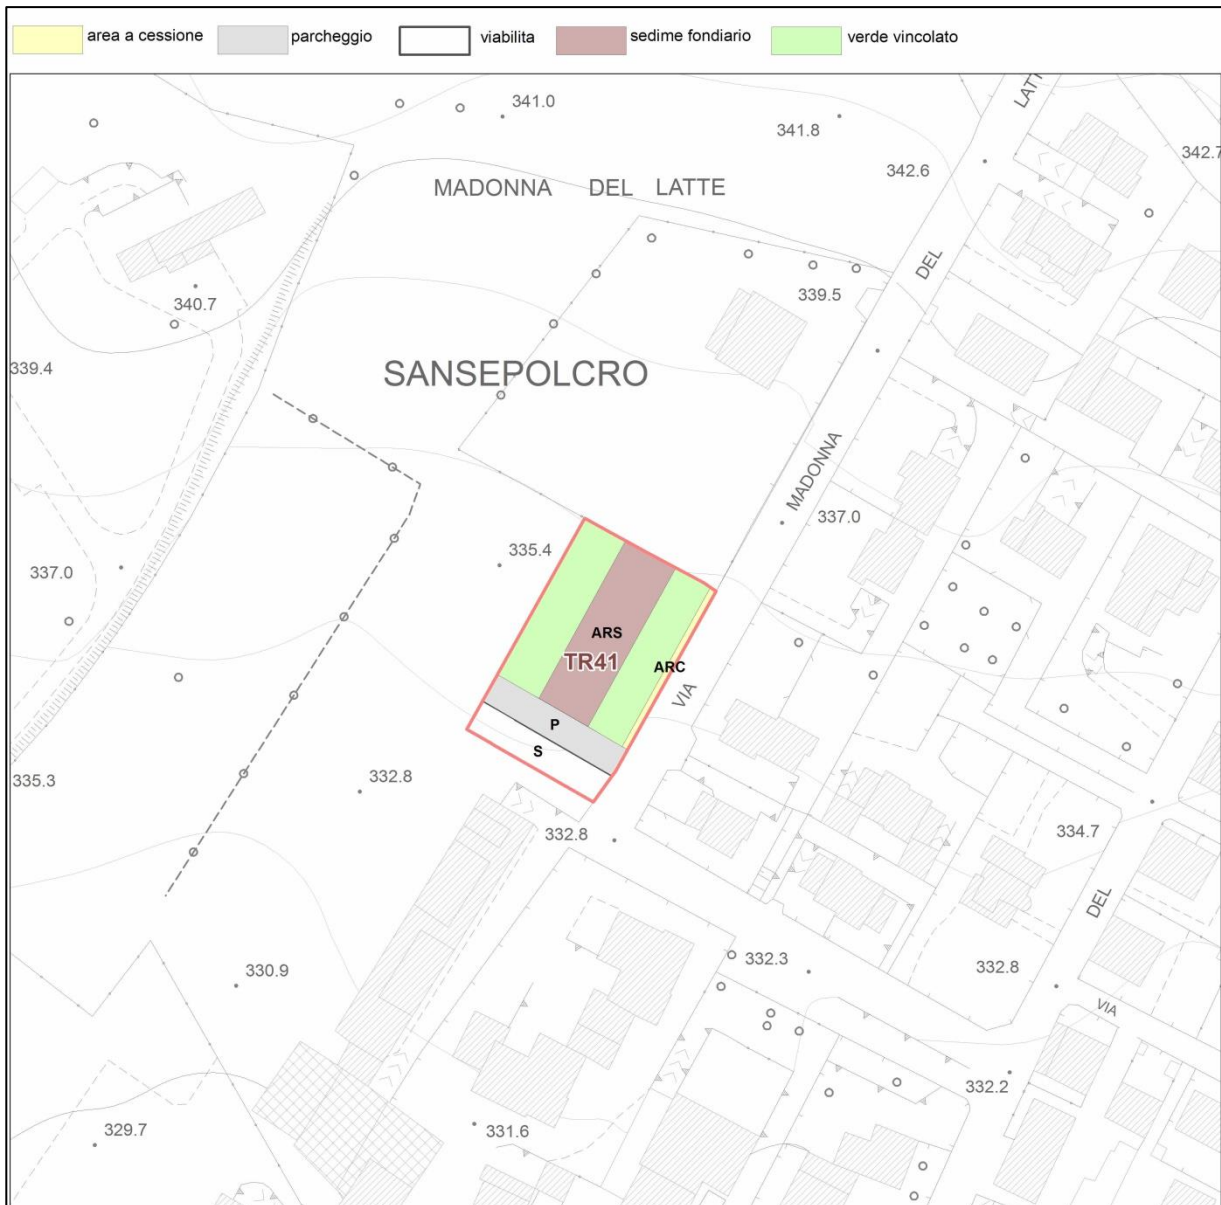 area a cessione parcheggio viabilita sedime fondiario verde vincolato
341.0
341.8
LATT
342.6
342.7
MADONNA DEL LATTE
DEL
340.7
339.5
339.4
SANSEPOLCRO
MADONNA
335.4
337.0
337.0
ARS
TR41
ARC
VIA
P
S
335.3
332.8
332.8
334.7
DEL
332.3
330.9
332.8
VIA
332.2
329.7
331.6